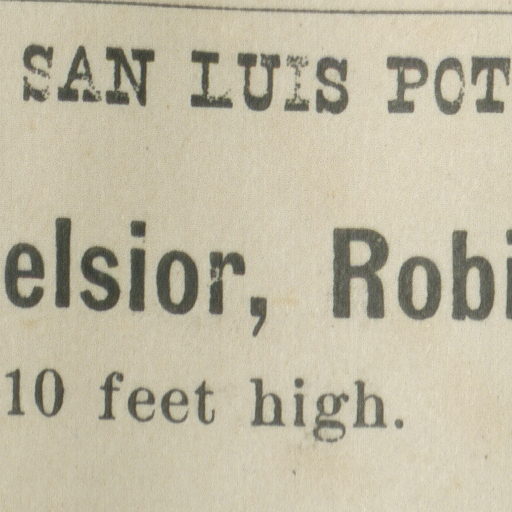 SAN LUIS POT
elsior, Robi
10 feet high.